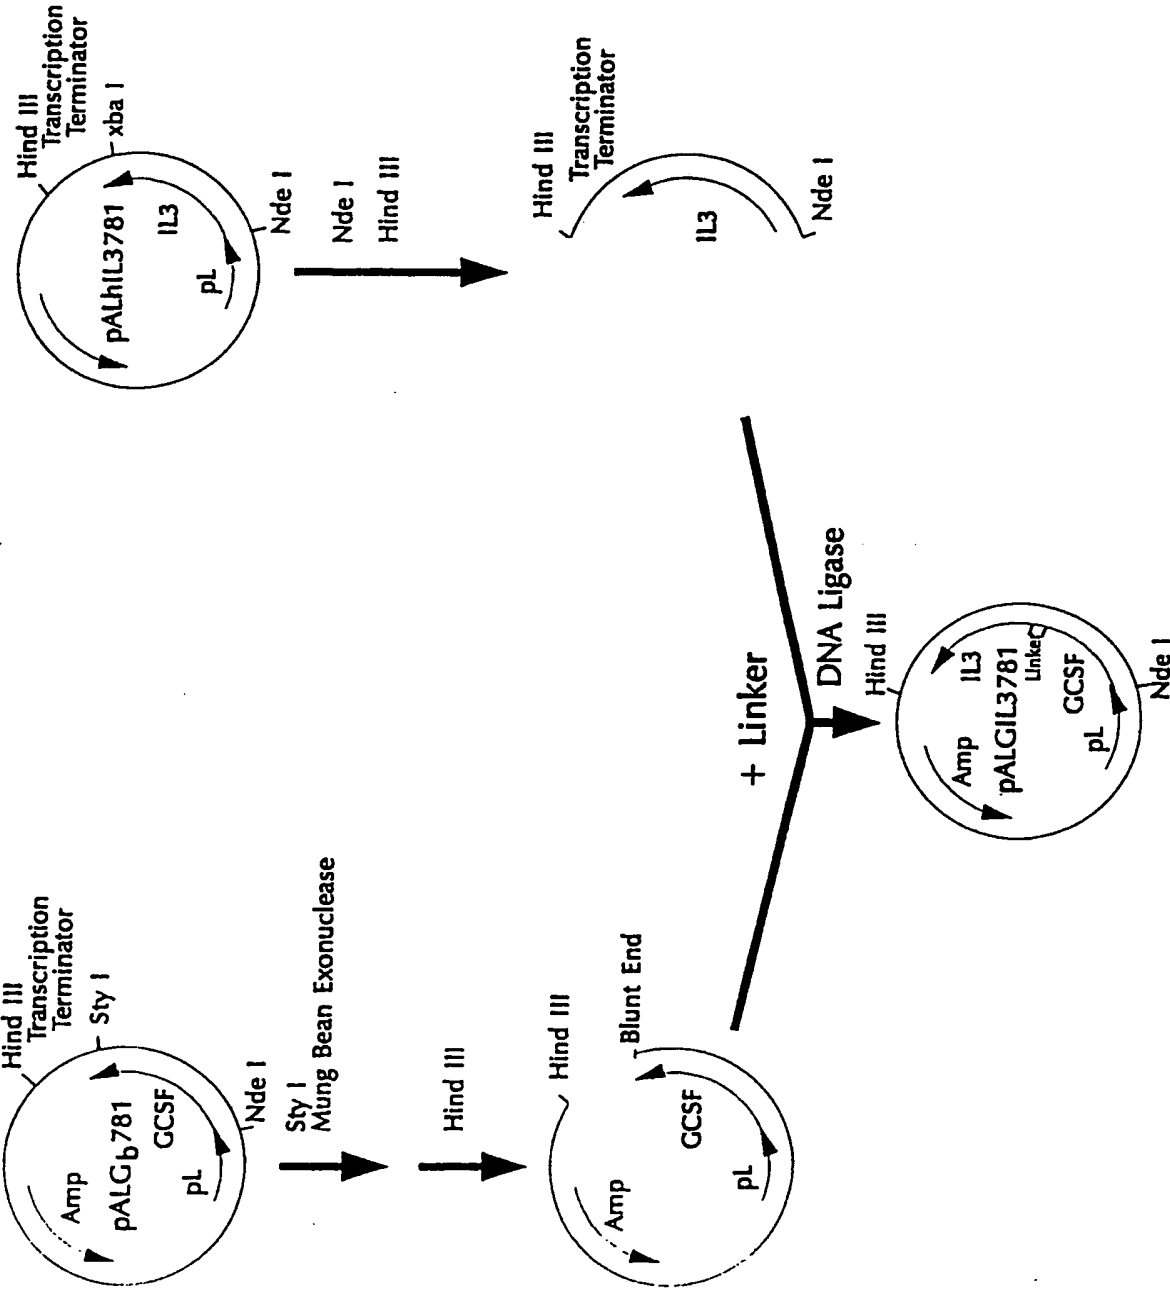 Hind III
Transcription
Terminator
Sty I
Amp
pALGb781
GCSF
pL
Nde I
Sty I
Mung Bean Exonuclease
Hind III
Hind III
Blunt End
Amp
GCSF
pL
Hind III
Transcription
Terminator
xba I
pALhIL3781
IL3
pL
Nde I
Nde I
Hind III
Hind III
Transcription
Terminator
IL3
Nde I
+ Linker
DNA Ligase
Hind III
Amp
IL3
pALGIL3781
Linker
GCSF
pL
Nde I